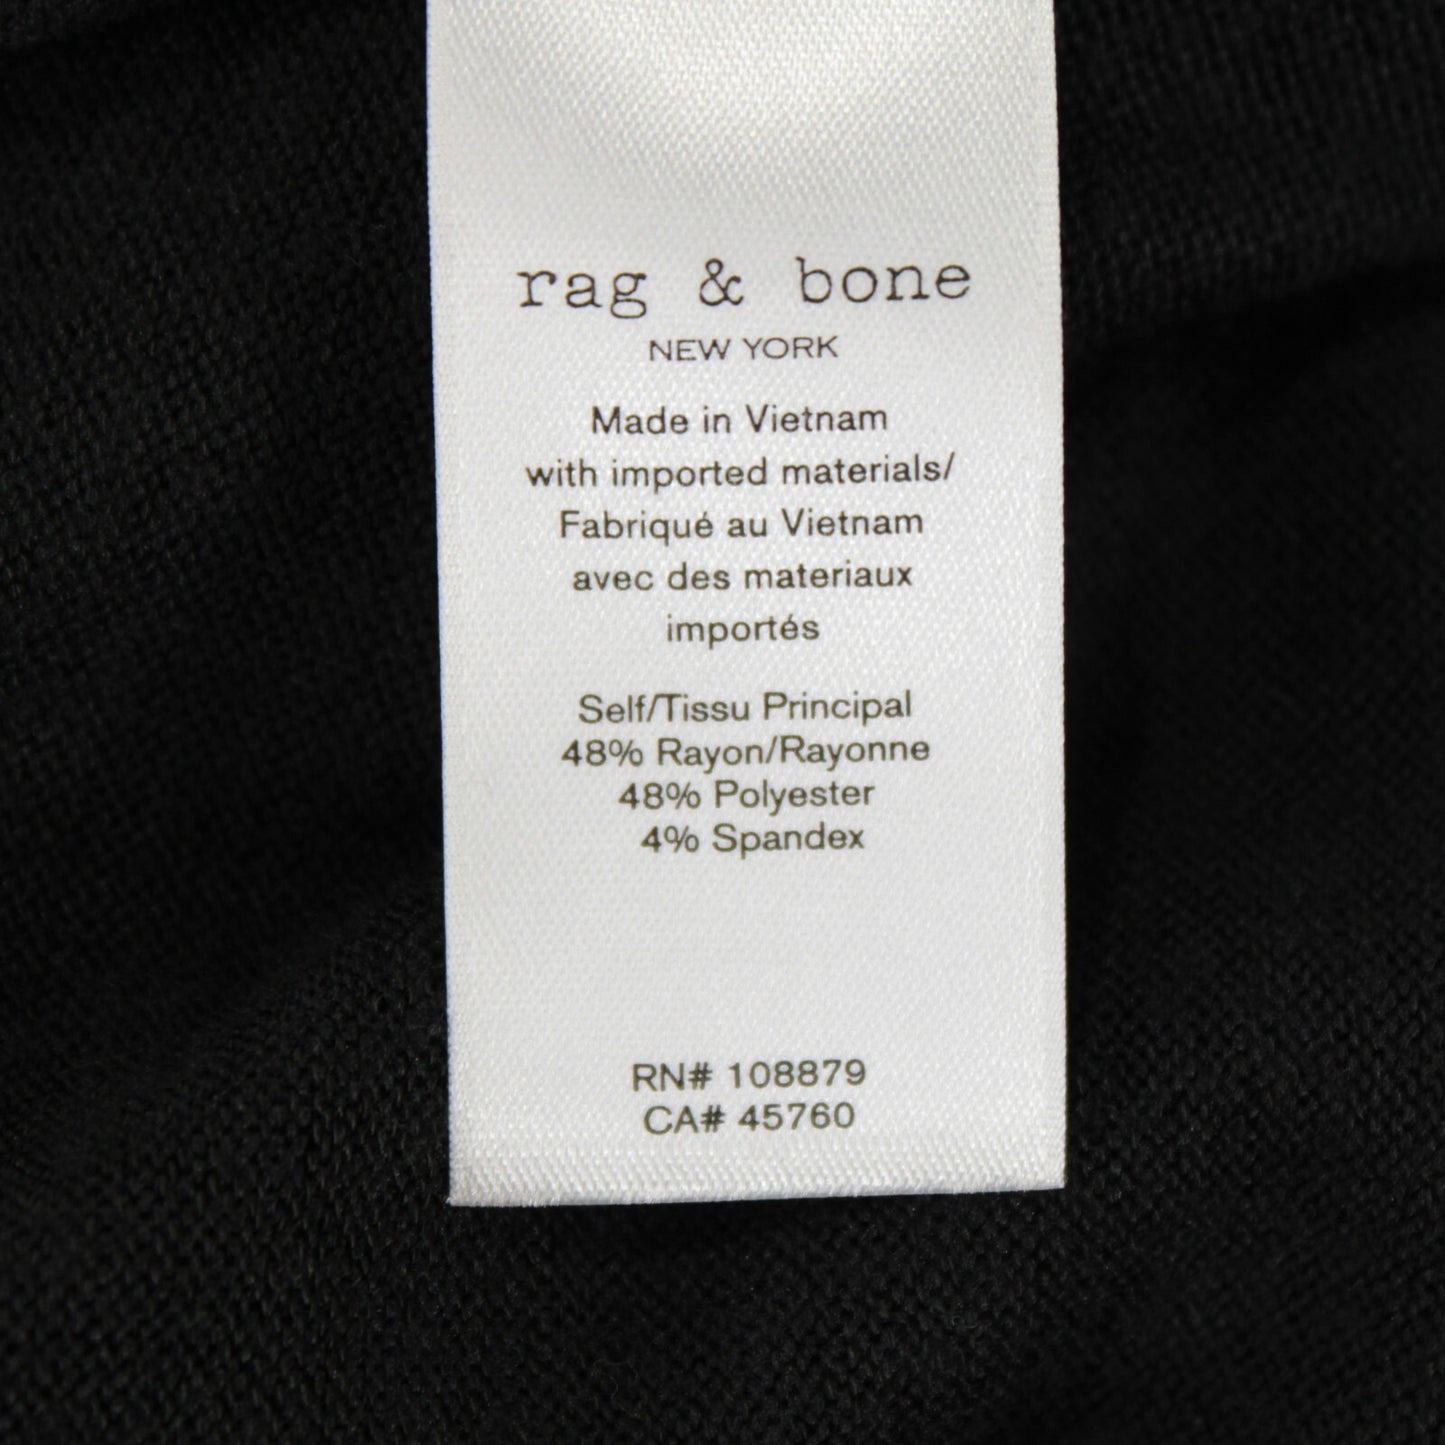 rag & bone
NEW YORK
Made in Vietnam
with imported materials/
Fabriqué au Vietnam
avec des materiaux
importés
Self/Tissu Principal
48% Rayon/Rayonne
48% Polyester
4% Spandex
RN# 108879
CA# 45760